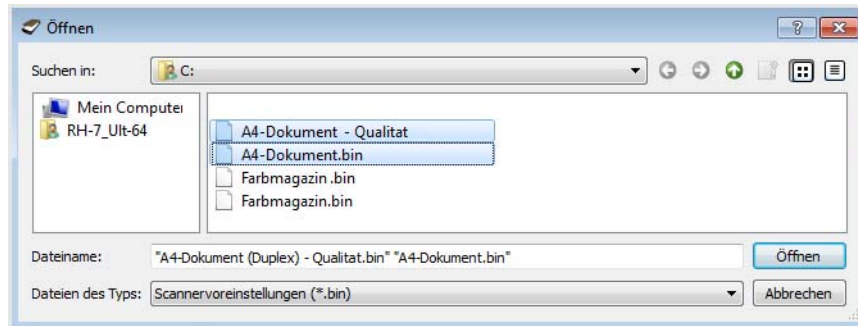 Öffnen
Suchen in: C:
Mein Computer
RH-7_Ult-64
A4-Dokument - Qualitat
A4-Dokument.bin
Farbmagazin .bin
Farbmagazin.bin
Dateiname: "A4-Dokument (Duplex) - Qualitat.bin" "A4-Dokument.bin" Öffnen
Dateien des Typs: Scannervoreinstellungen (*.bin) Abbrechen